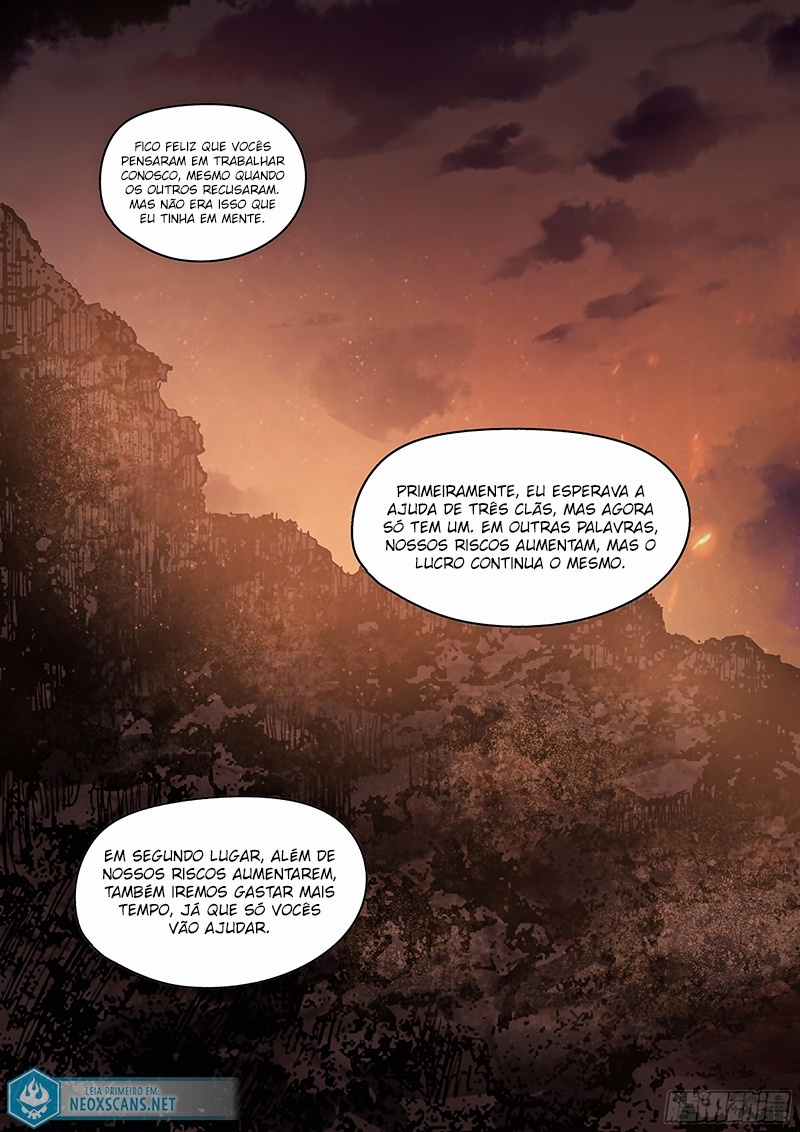 FICO FELIZ QUE VOCÊS
PENSARAM EM TRABALHAR
CONOSCO, MESMO QUANDO
OS OUTROS RECUSARAM.
MAS NÃO ERA ISSO QUE
EU TINHA EM MENTE.
PRIMEIRAMENTE, EU ESPERAVA A
AJUDA DE TRÊS CLÃS, MAS AGORA
SÓ TEM UM. EM OUTRAS PALAVRAS,
NOSSOS RISCOS AUMENTAM, MAS O
LUCRO CONTINUA O MESMO.
EM SEGUNDO LUGAR, ALÉM DE
NOSSOS RISCOS AUMENTAREM,
TAMBÉM IREMOS GASTAR MAIS
TEMPO, JÁ QUE SÓ VOCÊS
VÃO AJUDAR.
LEIA PRIMEIRO EM:
NEOXSCANS.NET